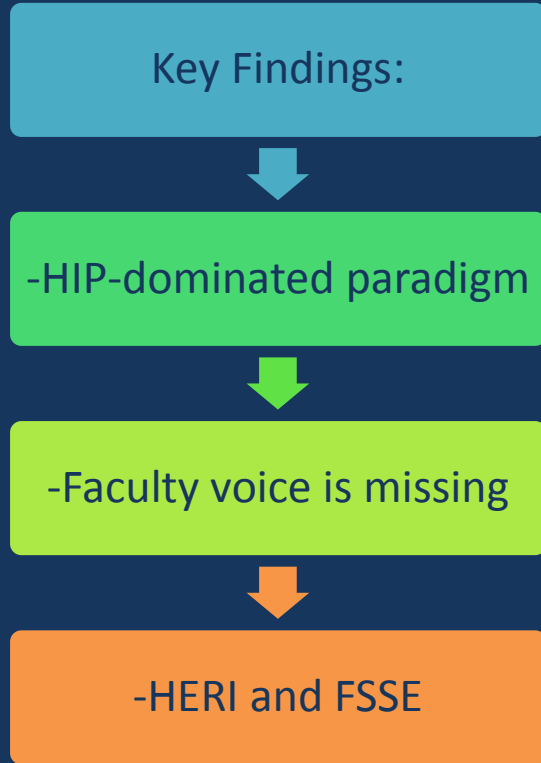 Key Findings:
-HIP-dominated paradigm
-Faculty voice is missing
-HERI and FSSE